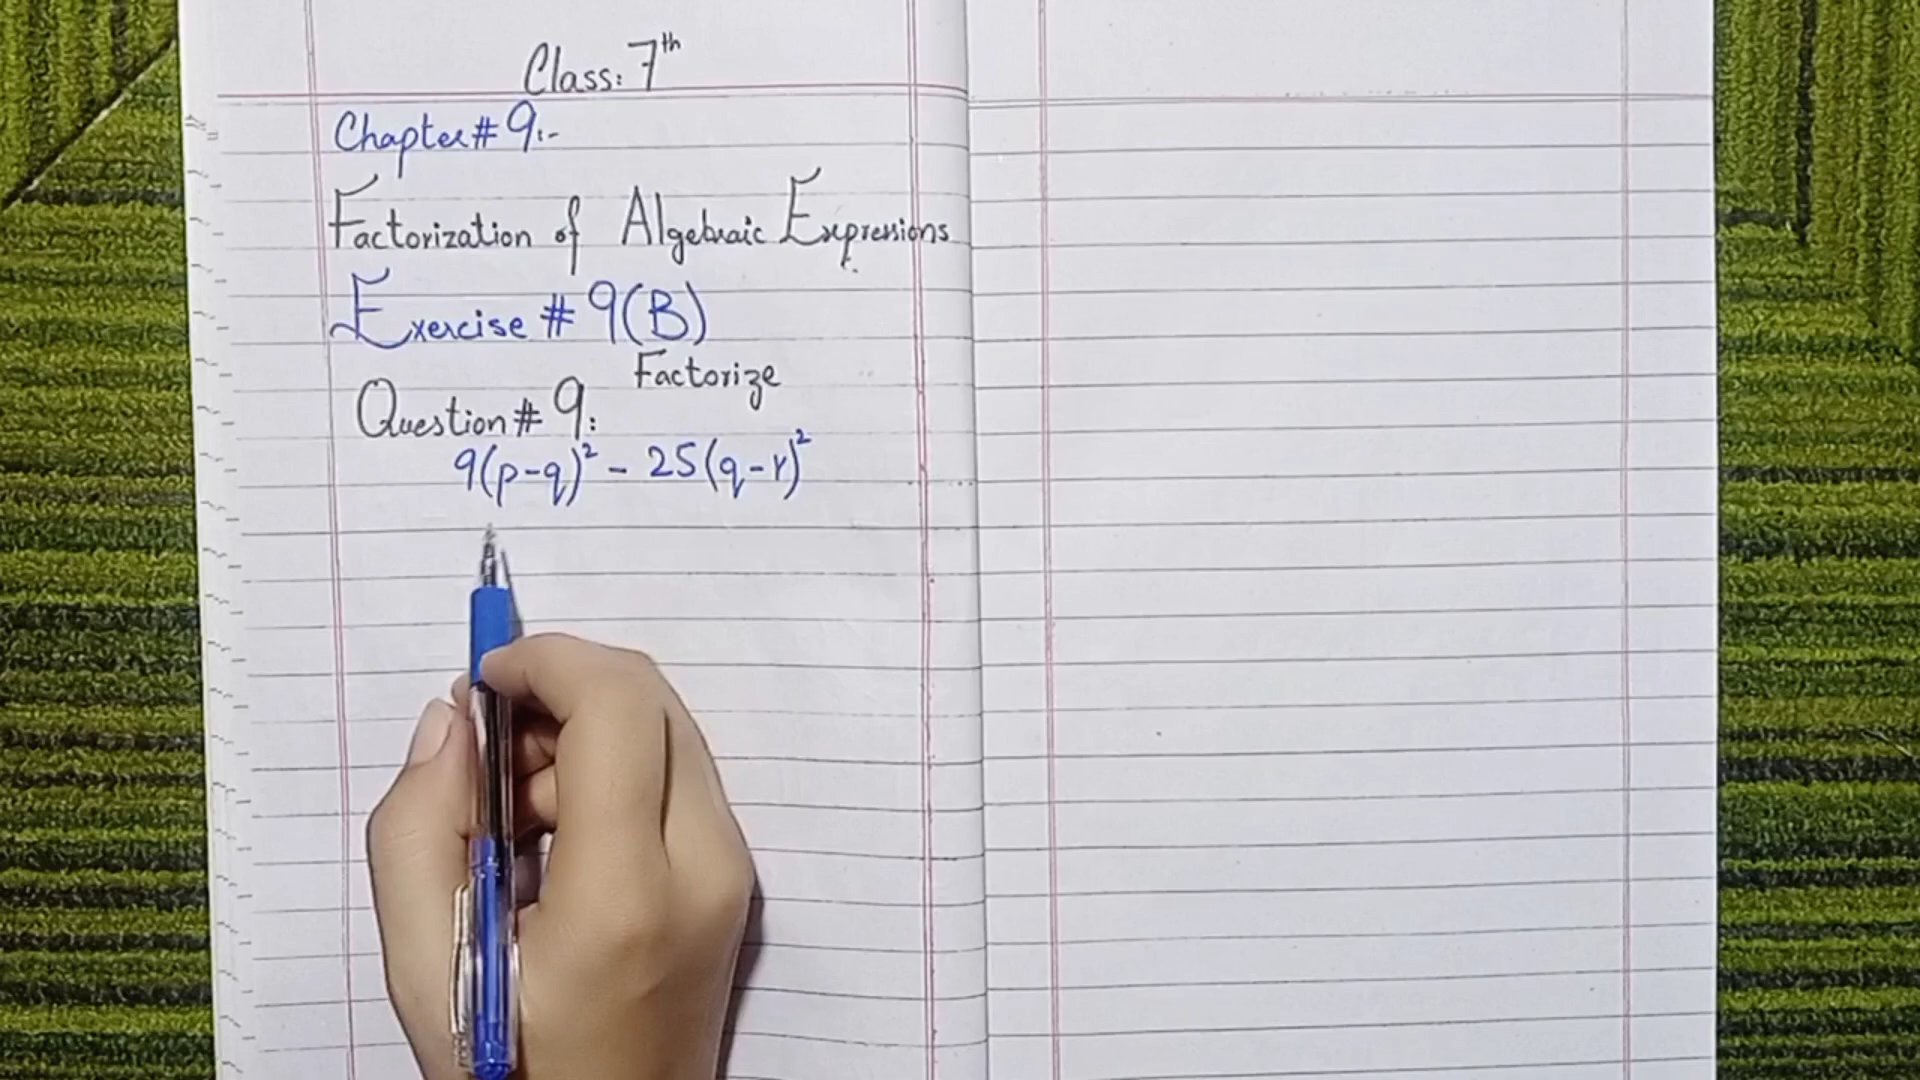 Class: 7th
Chapter # 9:-
Factorization of Algebraic Expressions
Exercise # 9(B)
Factorize
Question # 9:
9(p-q)² - 25(q-r)²